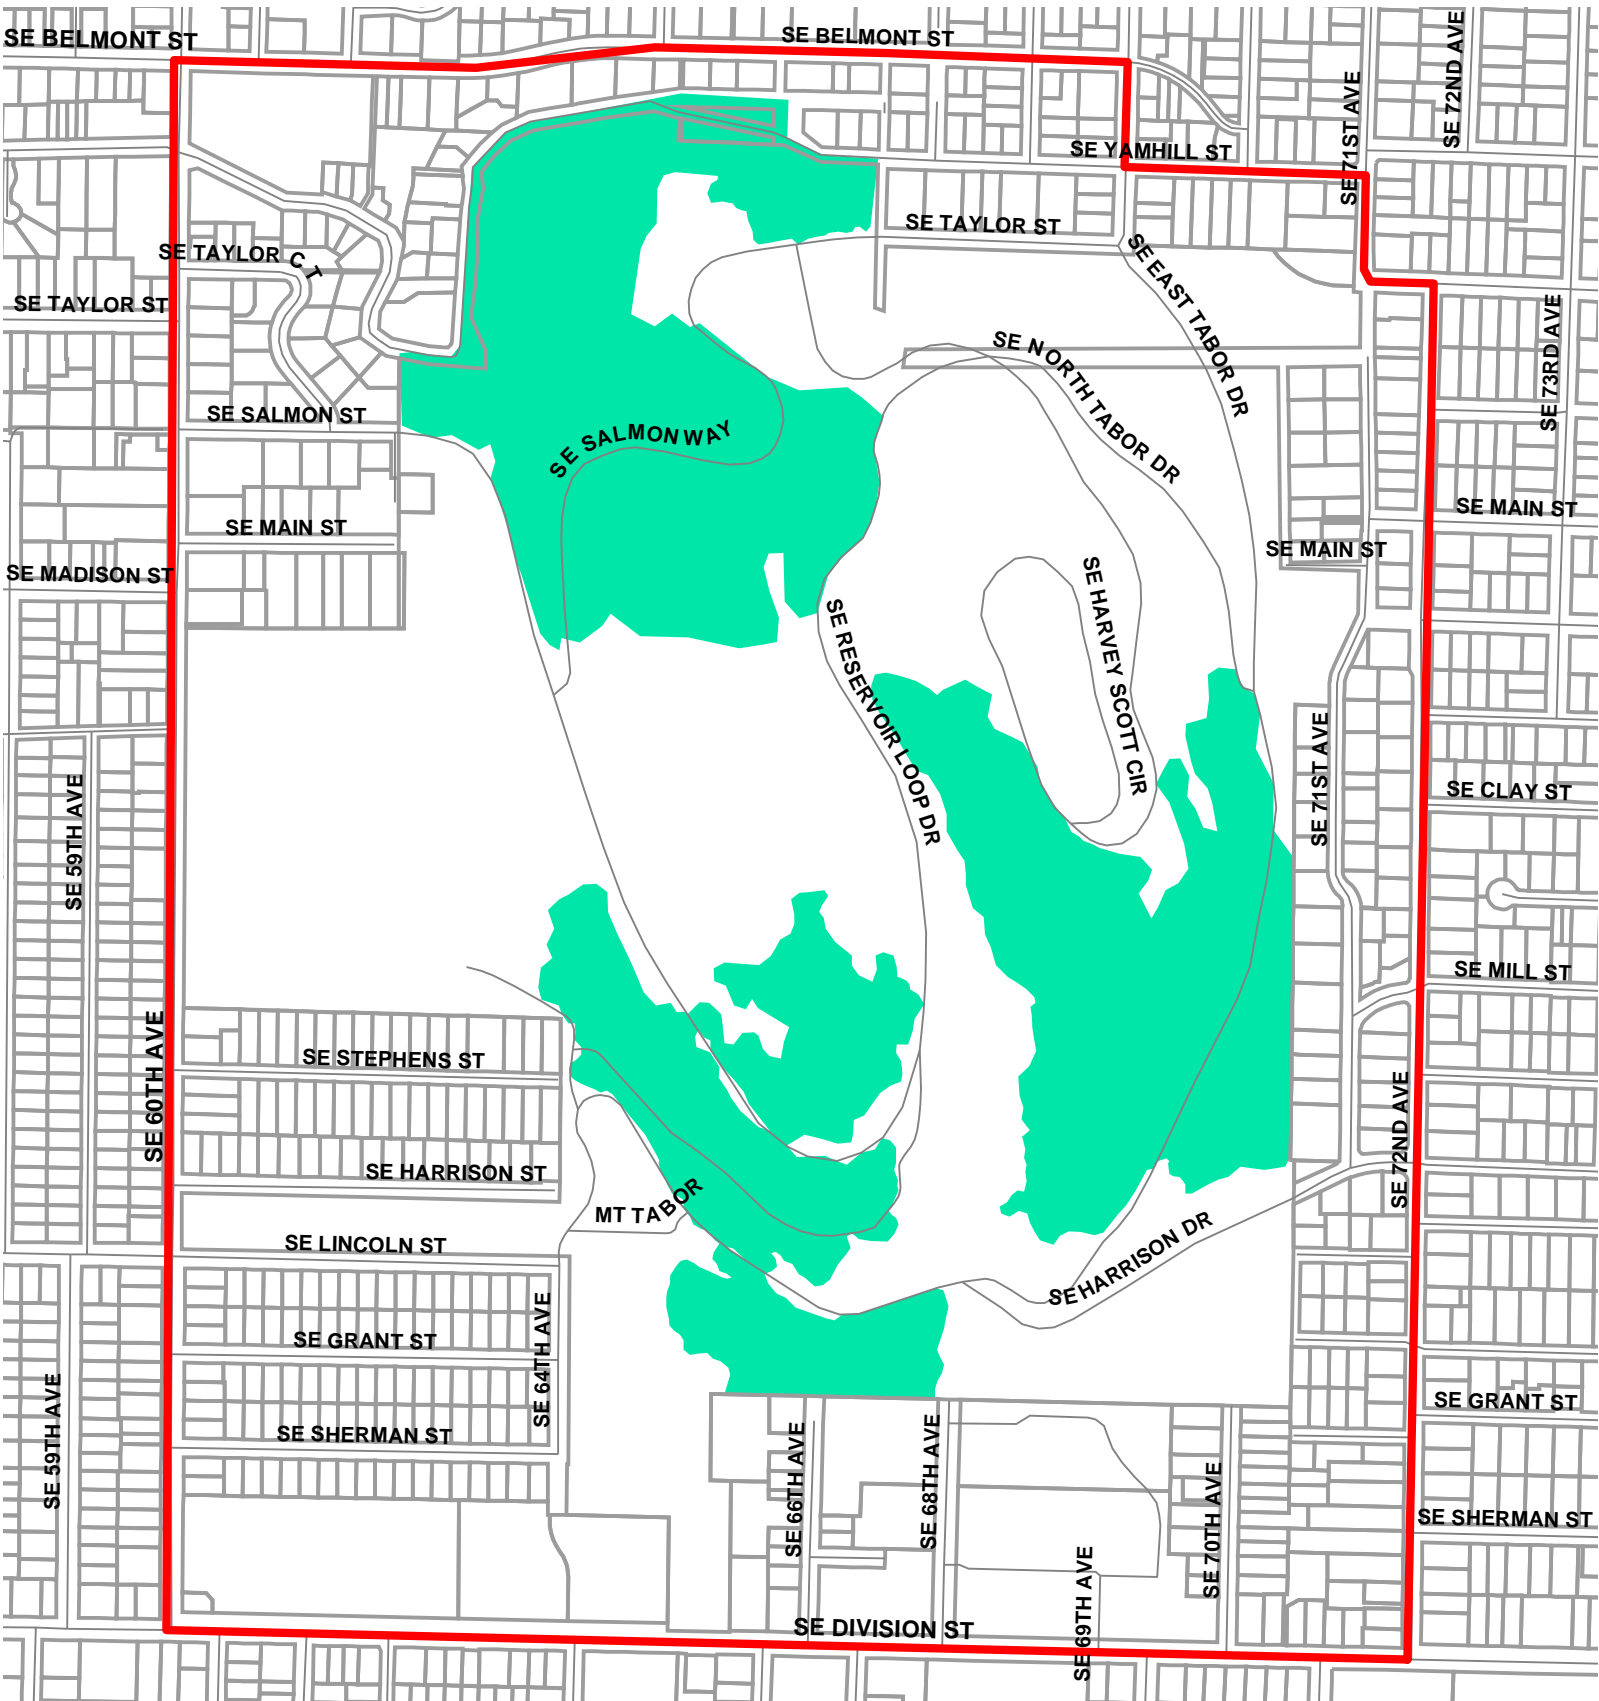 SE BELMONT ST
SE BELMONT ST
SE 72ND AVE
SE 71ST AVE
SE YAMHILL ST
SE TAYLOR ST
SE TAYLOR CT
SE TAYLOR ST
SE EAST TABOR DR
SE NORTH TABOR DR
SE 73RD AVE
SE SALMON ST
SE SALMON WAY
SE MAIN ST
SE MAIN ST
SE MAIN ST
SE MADISON ST
SE HARVEY SCOTT CIR
SE RESERVOIR LOOP DR
SE 71ST AVE
SE CLAY ST
SE 59TH AVE
SE MILL ST
SE 60TH AVE
SE STEPHENS ST
SE 72ND AVE
SE HARRISON ST
MT TABOR
SE HARRISON DR
SE LINCOLN ST
SE 64TH AVE
SE GRANT ST
SE GRANT ST
SE 59TH AVE
SE SHERMAN ST
SE 66TH AVE
SE 68TH AVE
SE 70TH AVE
SE SHERMAN ST
SE 69TH AVE
SE DIVISION ST